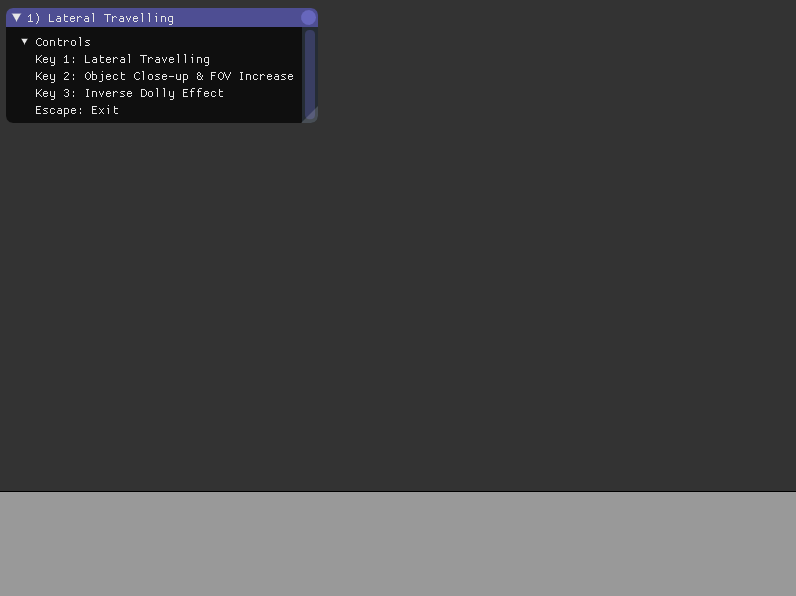 1) Lateral Travelling
Controls
Key 1: Lateral Travelling
Key 2: Object Close-up & FOV Increase
Key 3: Inverse Dolly Effect
Escape: Exit